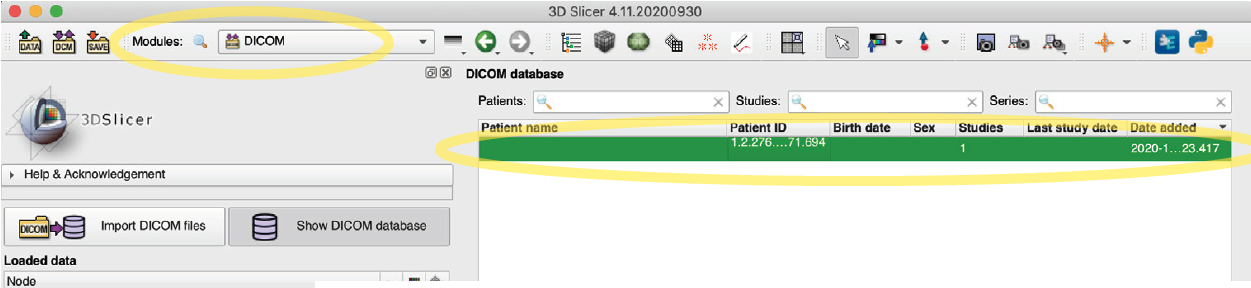 3D Slicer 4.11.20200930
DATA DCM SAVE Modules: DICOM
DICOM database
Patients: Studies: Series:
3DSlicer
Patient name Patient ID Birth date Sex Studies Last study date Date added
1.2.276....71.694 1 2020-1...23.417
Help & Acknowledgement
DICOM Import DICOM files Show DICOM database
Loaded data
Node